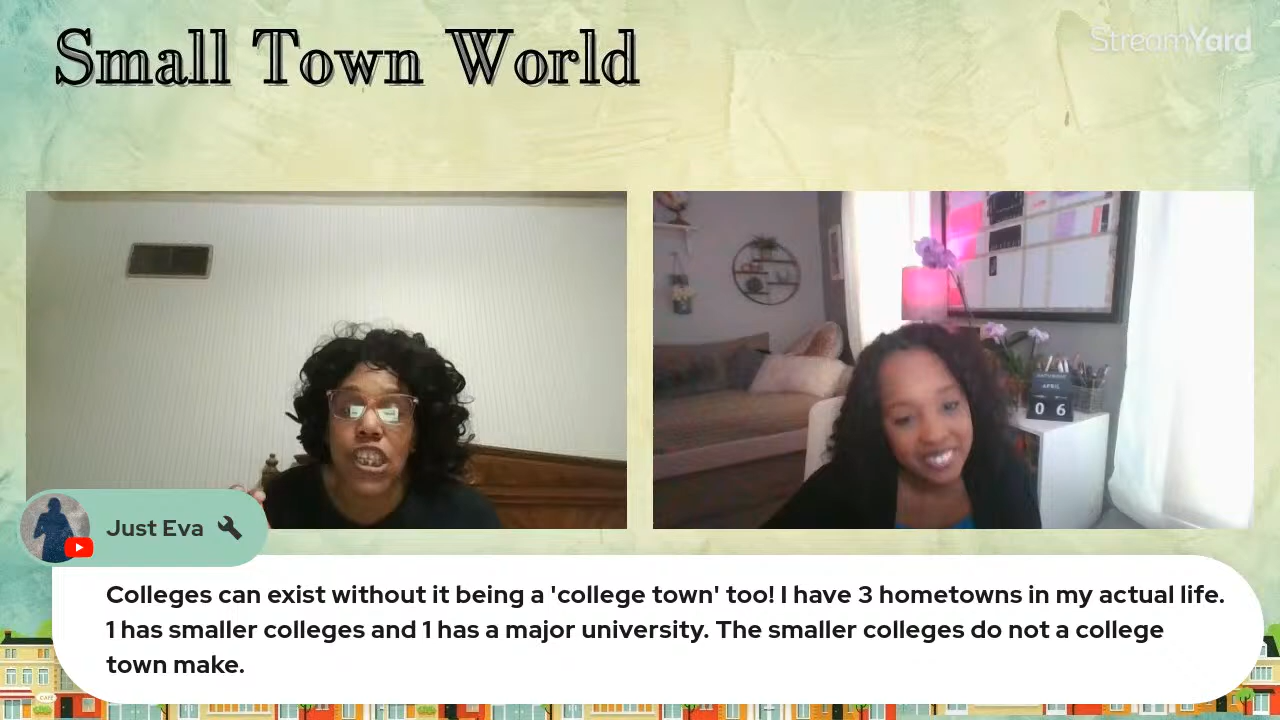 Small Town World
StreamYard
APRIL
06
Just Eva
Colleges can exist without it being a 'college town' too! I have 3 hometowns in my actual life.
1 has smaller colleges and 1 has a major university. The smaller colleges do not a college
town make.
CAFE